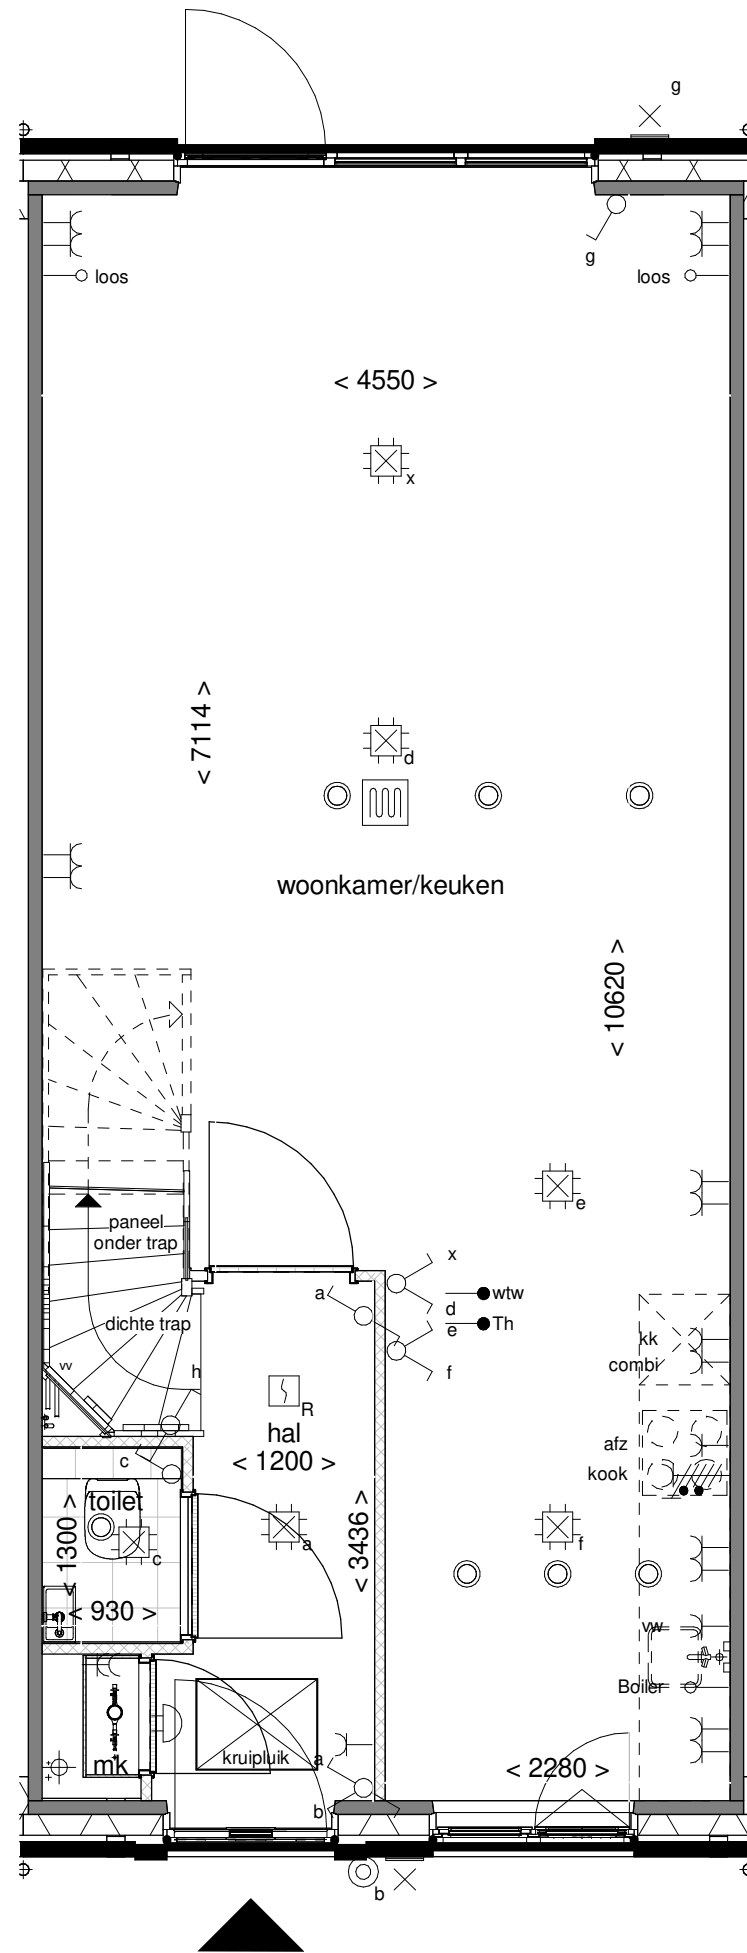 g
g
loos
loos
< 4550 >
x
< 7114 >
d
woonkamer/keuken
< 10620 >
e
paneel
onder trap
dichte trap
vv
h
x
d
e
f
wtw
Th
a
R
hal
< 1200 >
kk
combi
afz
kook
c
toilet
< 1300 >
c
< 930 >
a
< 3436 >
f
vw
Boiler
mk
kruipluik
a
b
< 2280 >
b